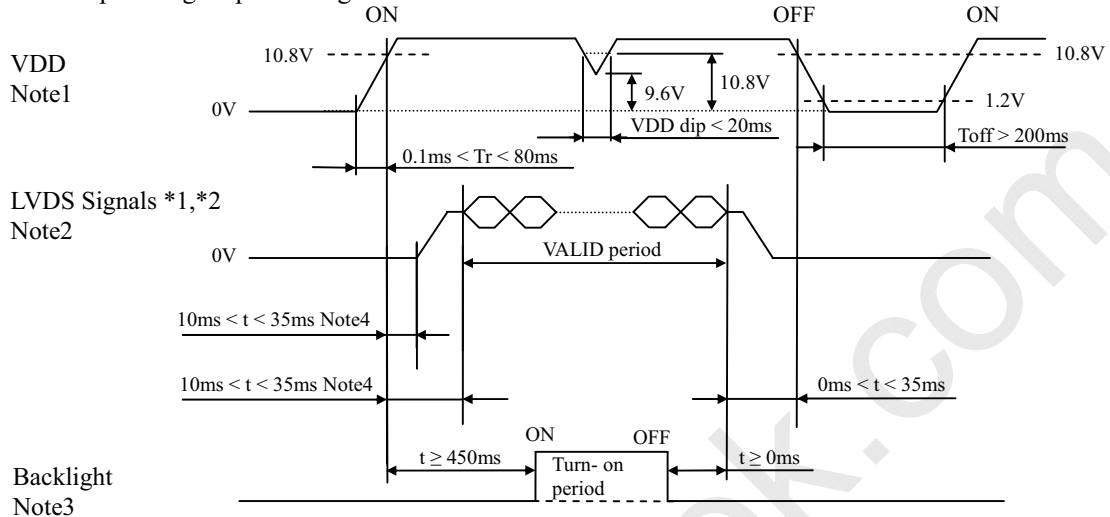 ON OFF ON
VDD
Note1
10.8V
0V
9.6V
10.8V
10.8V
1.2V
VDD dip < 20ms
Toff > 200ms
0.1ms < Tr < 80ms
LVDS Signals *1,*2
Note2
0V
VALID period
10ms < t < 35ms Note4
10ms < t < 35ms Note4
0ms < t < 35ms
ON OFF
t ≥ 450ms
Turn- on
period
t ≥ 0ms
Backlight
Note3